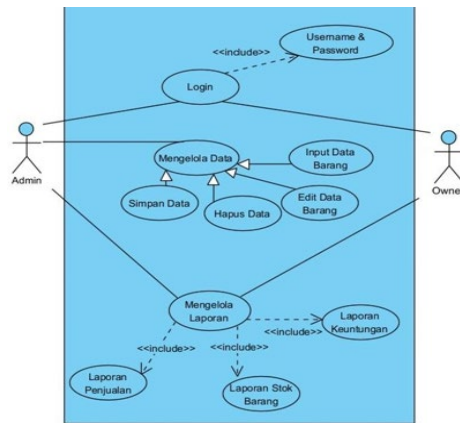 Username &
Password
<<include>>
Login
Admin
Owner
Mengelola Data
Input Data
Barang
Simpan Data
Hapus Data
Edit Data
Barang
Mengelola
Laporan
<<include>>
Laporan
Keuntungan
<<include>>
<<include>>
Laporan
Penjualan
Laporan Stok
Barang